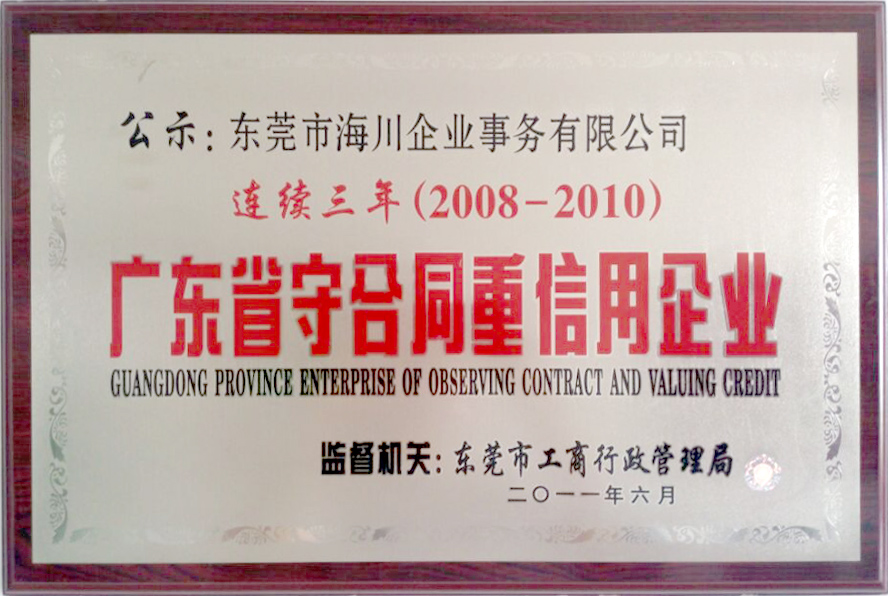 公示：东莞市海川企业事务有限公司
连续三年（2008-2010）
广东省守合同重信用企业
GUANGDONG PROVINCE ENTERPRISE OF OBSERVING CONTRACT AND VALUING CREDIT
监督机关：东莞市工商行政管理局
二〇一一年六月